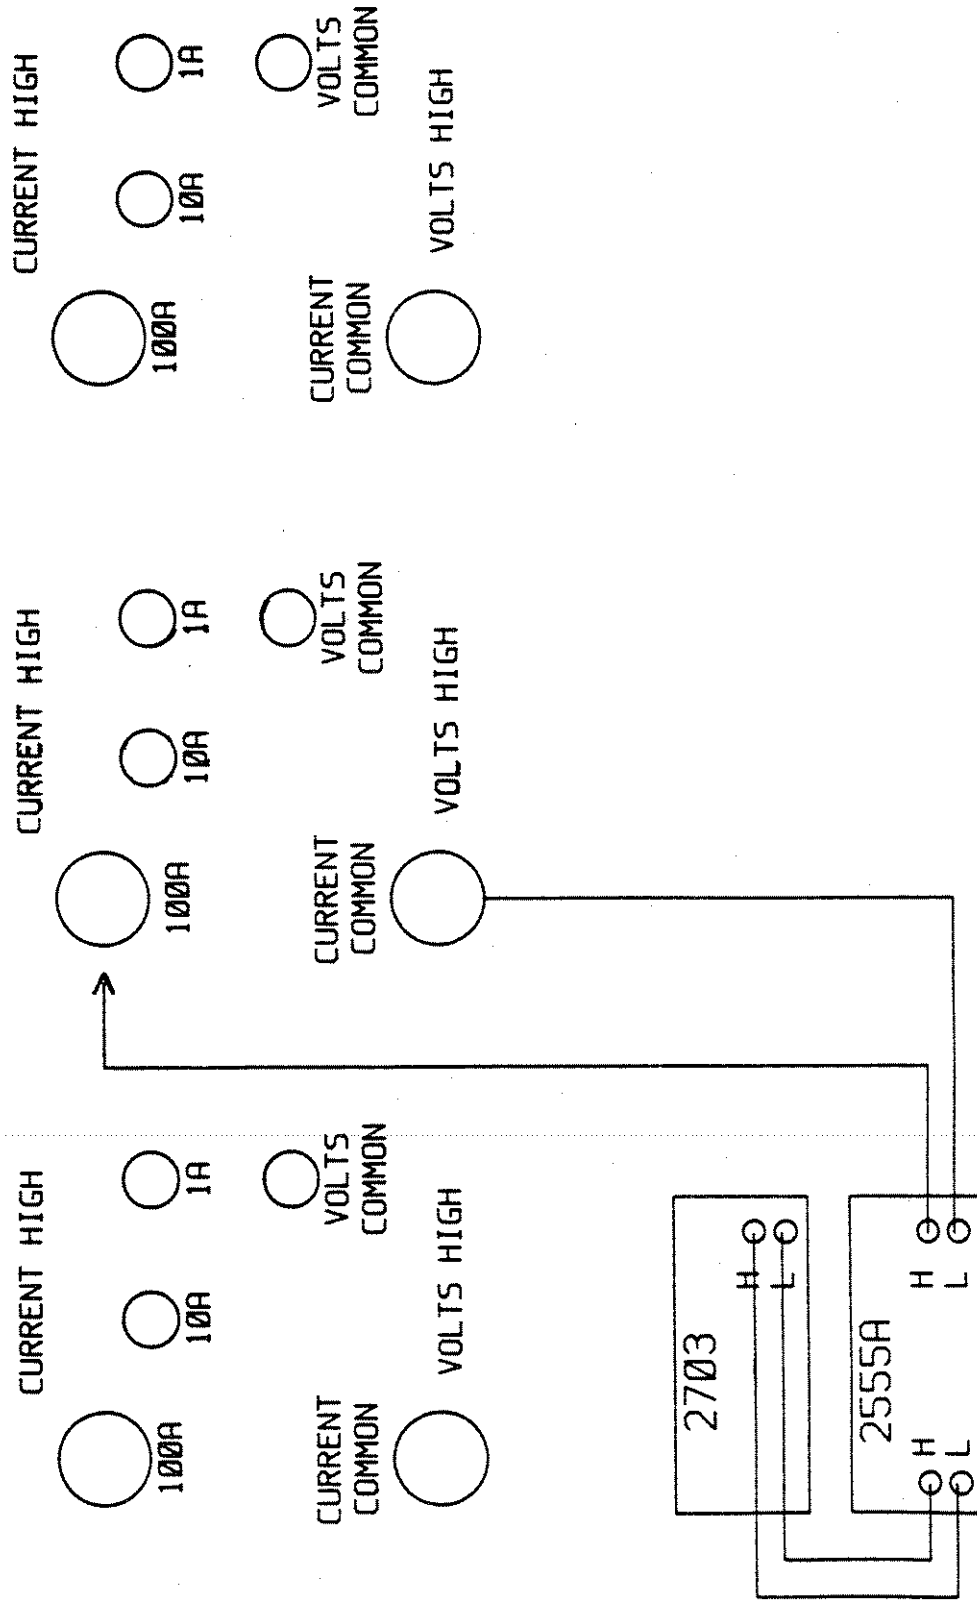 CURRENT HIGH
100A
10A
1A
CURRENT
COMMON
VOLTS
COMMON
VOLTS HIGH
CURRENT HIGH
100A
10A
1A
CURRENT
COMMON
VOLTS
COMMON
VOLTS HIGH
CURRENT HIGH
100A
10A
1A
CURRENT
COMMON
VOLTS
COMMON
VOLTS HIGH
2703
H
L
2555A
H
L
H
L